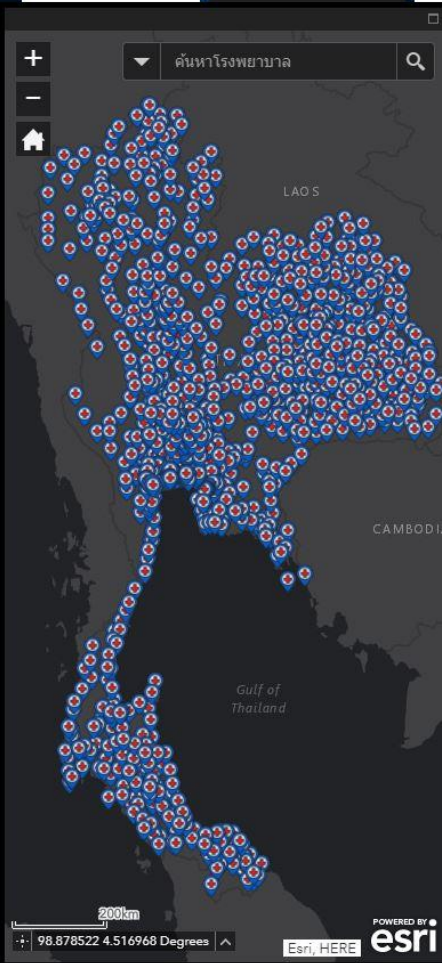 +
ค้นหาโรงพยาบาล
−
LAOS
CAMBODIA
Gulf of
Thailand
200km
98.878522 4.516968 Degrees
Esri, HERE
POWERED BY
esri